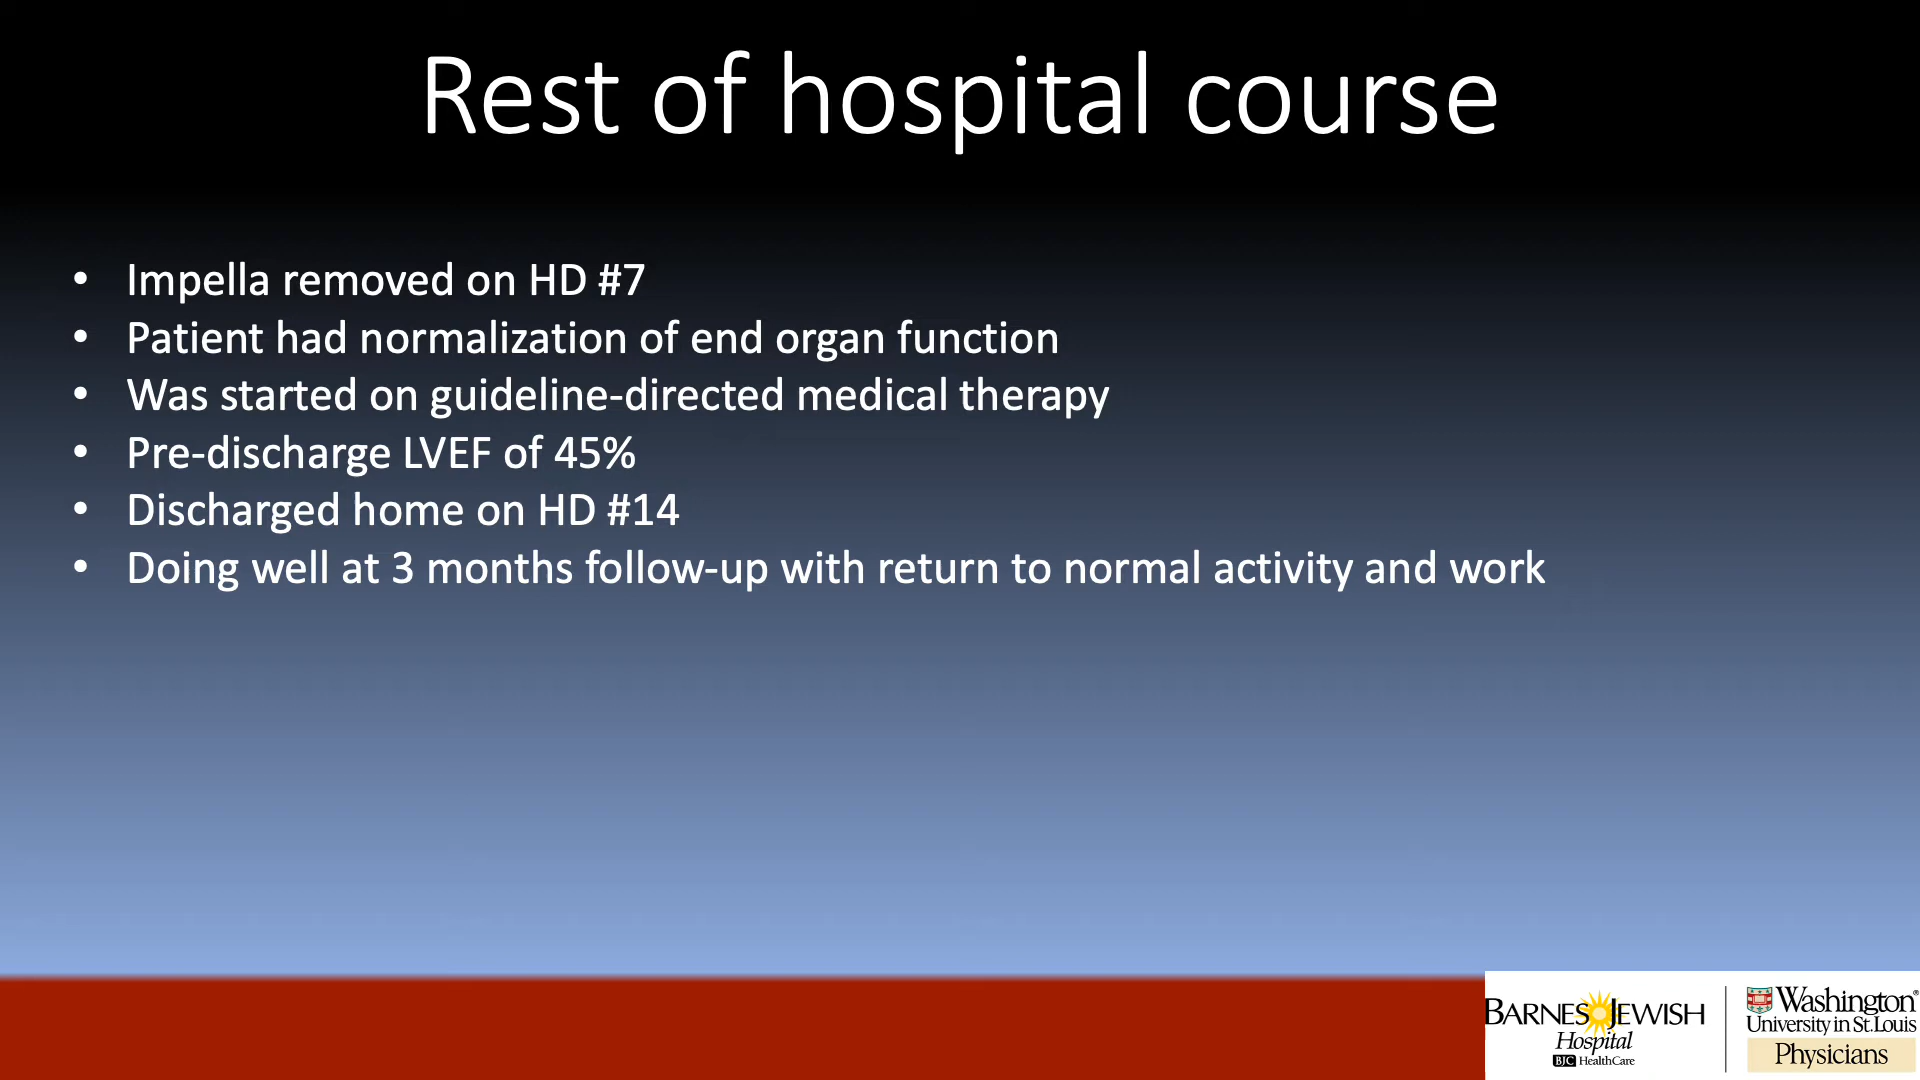 Rest of hospital course
• Impella removed on HD #7
• Patient had normalization of end organ function
• Was started on guideline-directed medical therapy
• Pre-discharge LVEF of 45%
• Discharged home on HD #14
• Doing well at 3 months follow-up with return to normal activity and work
BARNES JEWISH
Hospital
BJC HealthCare
Washington®
University in St. Louis
Physicians